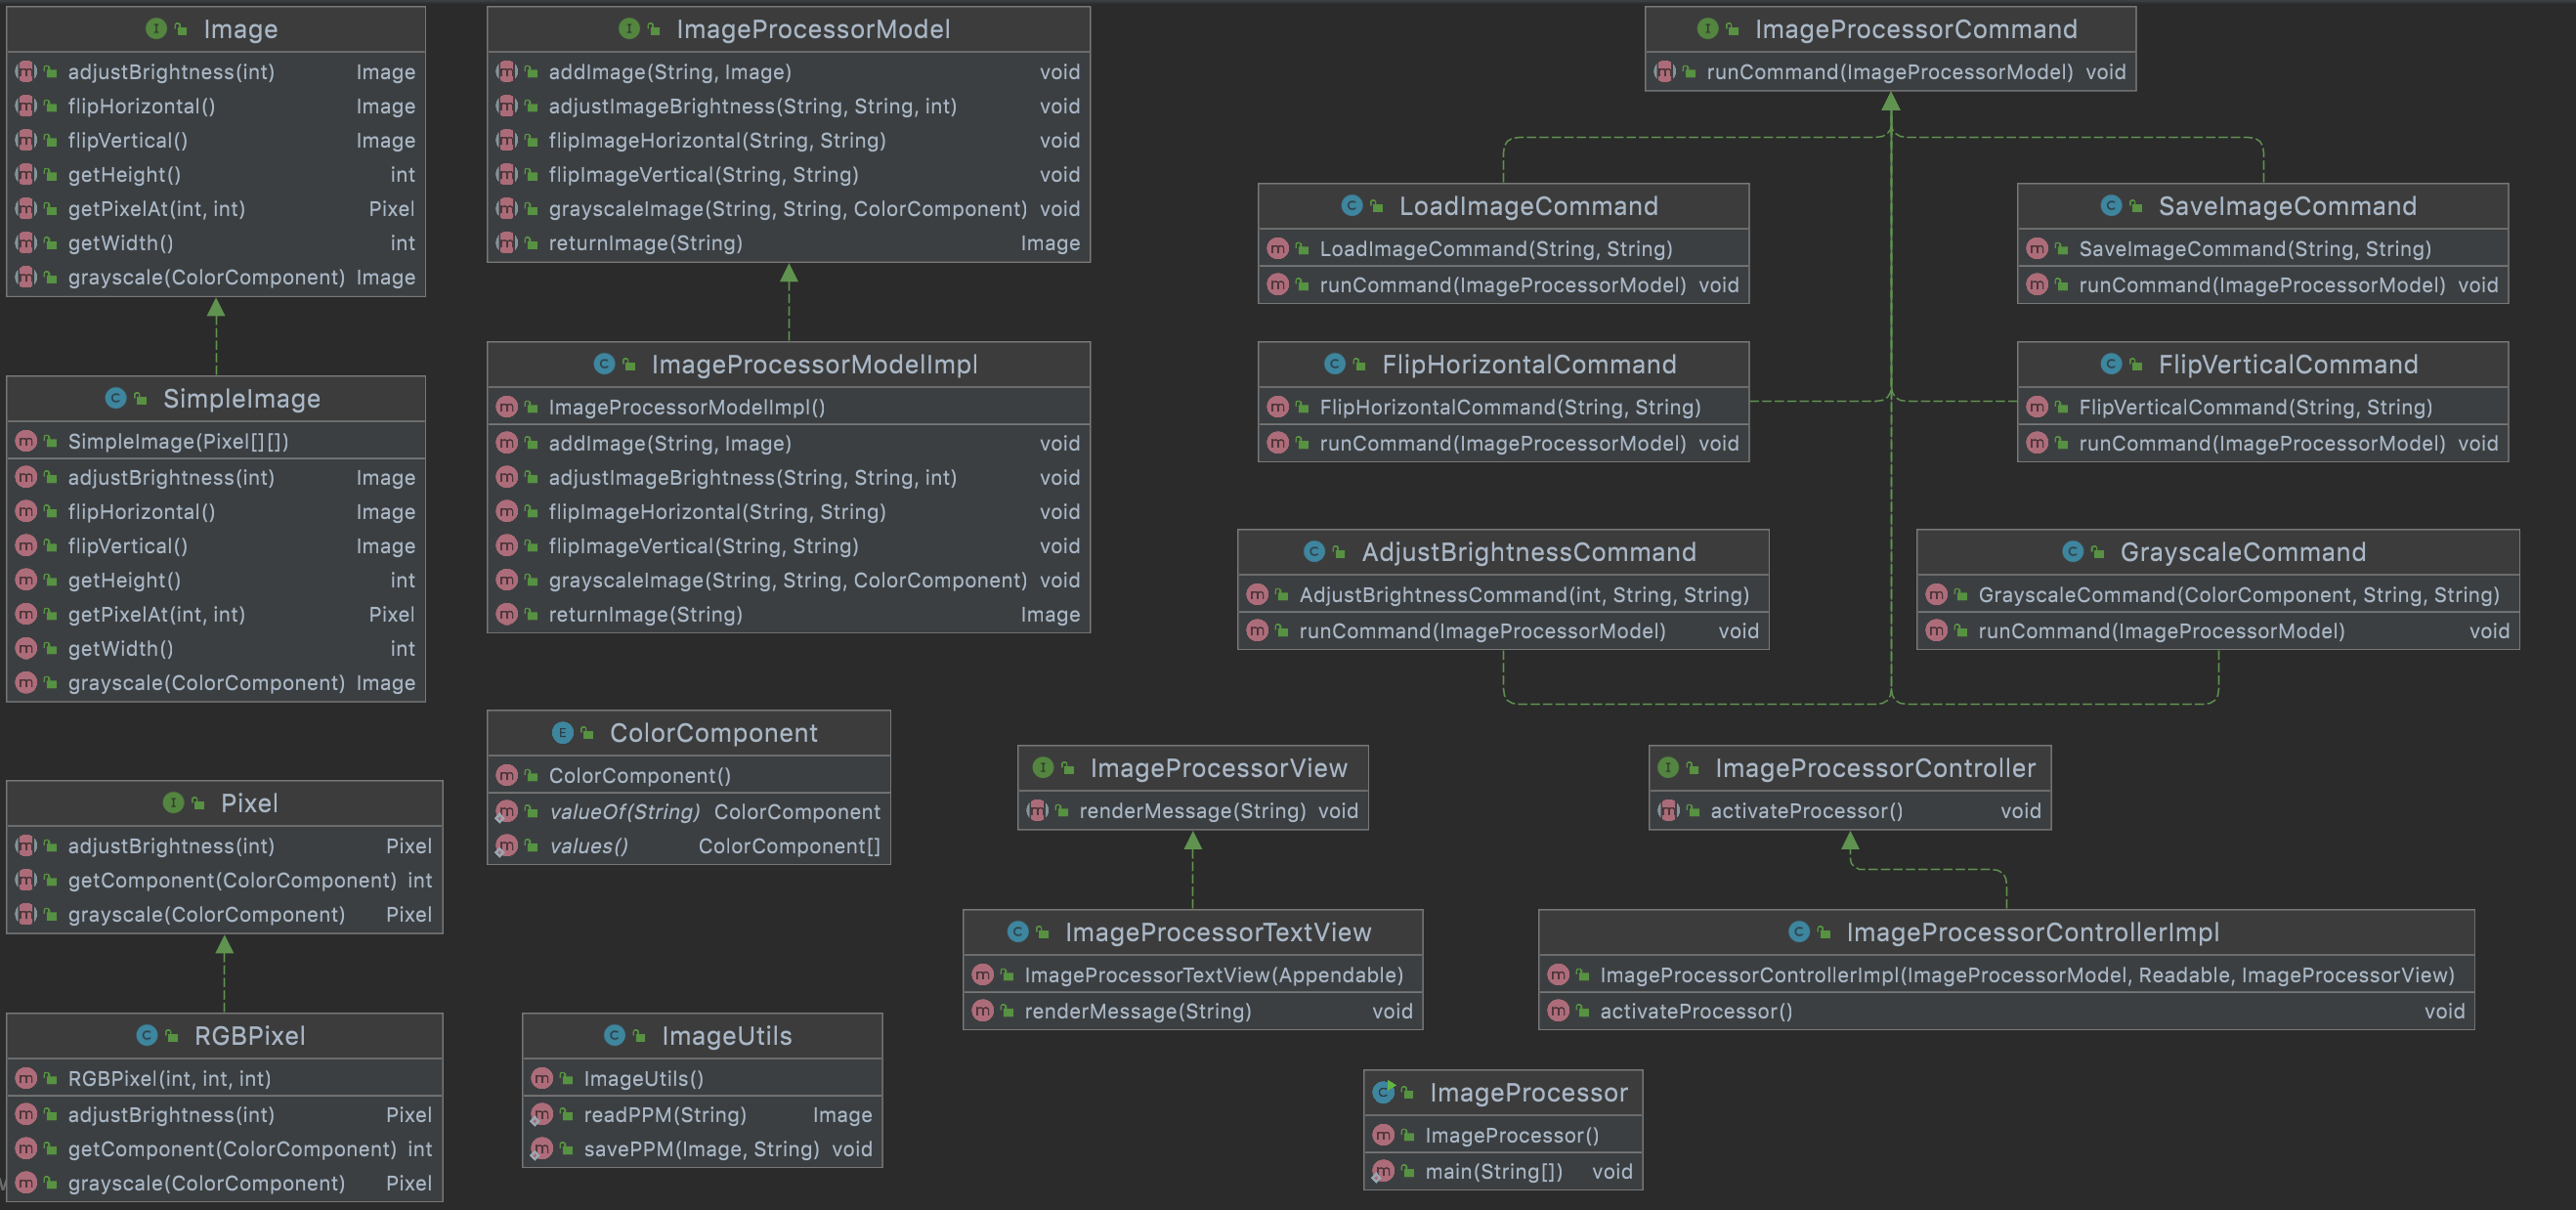 Image
adjustBrightness(int) Image
flipHorizontal() Image
flipVertical() Image
getHeight() int
getPixelAt(int, int) Pixel
getWidth() int
grayscale(ColorComponent) Image
SimpleImage
SimpleImage(Pixel[][])
adjustBrightness(int) Image
flipHorizontal() Image
flipVertical() Image
getHeight() int
getPixelAt(int, int) Pixel
getWidth() int
grayscale(ColorComponent) Image
Pixel
adjustBrightness(int) Pixel
getComponent(ColorComponent) int
grayscale(ColorComponent) Pixel
RGBPixel
RGBPixel(int, int, int)
adjustBrightness(int) Pixel
getComponent(ColorComponent) int
grayscale(ColorComponent) Pixel
ImageProcessorModel
addImage(String, Image) void
adjustImageBrightness(String, String, int) void
flipImageHorizontal(String, String) void
flipImageVertical(String, String) void
grayscaleImage(String, String, ColorComponent) void
returnImage(String) Image
ImageProcessorModelImpl
ImageProcessorModelImpl()
addImage(String, Image) void
adjustImageBrightness(String, String, int) void
flipImageHorizontal(String, String) void
flipImageVertical(String, String) void
grayscaleImage(String, String, ColorComponent) void
returnImage(String) Image
ColorComponent
ColorComponent()
valueOf(String) ColorComponent
values() ColorComponent[]
ImageUtils
ImageUtils()
readPPM(String) Image
savePPM(Image, String) void
ImageProcessorCommand
runCommand(ImageProcessorModel) void
LoadImageCommand
LoadImageCommand(String, String)
runCommand(ImageProcessorModel) void
SaveImageCommand
SaveImageCommand(String, String)
runCommand(ImageProcessorModel) void
FlipHorizontalCommand
FlipHorizontalCommand(String, String)
runCommand(ImageProcessorModel) void
FlipVerticalCommand
FlipVerticalCommand(String, String)
runCommand(ImageProcessorModel) void
AdjustBrightnessCommand
AdjustBrightnessCommand(int, String, String)
runCommand(ImageProcessorModel) void
GrayscaleCommand
GrayscaleCommand(ColorComponent, String, String)
runCommand(ImageProcessorModel) void
ImageProcessorView
renderMessage(String) void
ImageProcessorTextView
ImageProcessorTextView(Appendable)
renderMessage(String) void
ImageProcessorController
activateProcessor() void
ImageProcessorControllerImpl
ImageProcessorControllerImpl(ImageProcessorModel, Readable, ImageProcessorView)
activateProcessor() void
ImageProcessor
ImageProcessor()
main(String[]) void